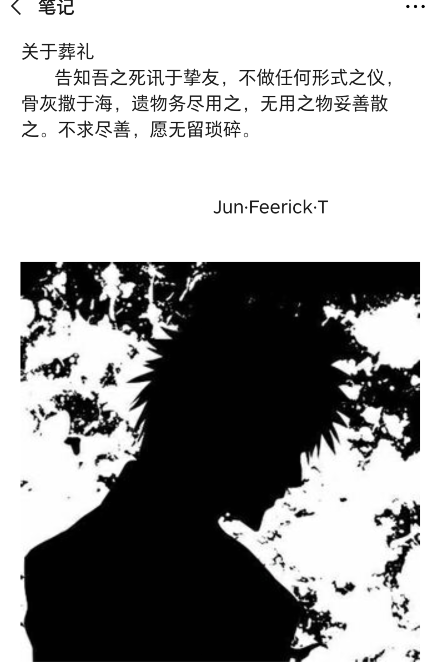 笔记
关于葬礼
告知吾之死讯于挚友，不做任何形式之仪，
骨灰撒于海，遗物务尽用之，无用之物妥善散
之。不求尽善，愿无留琐碎。
Jun·Feerick·T